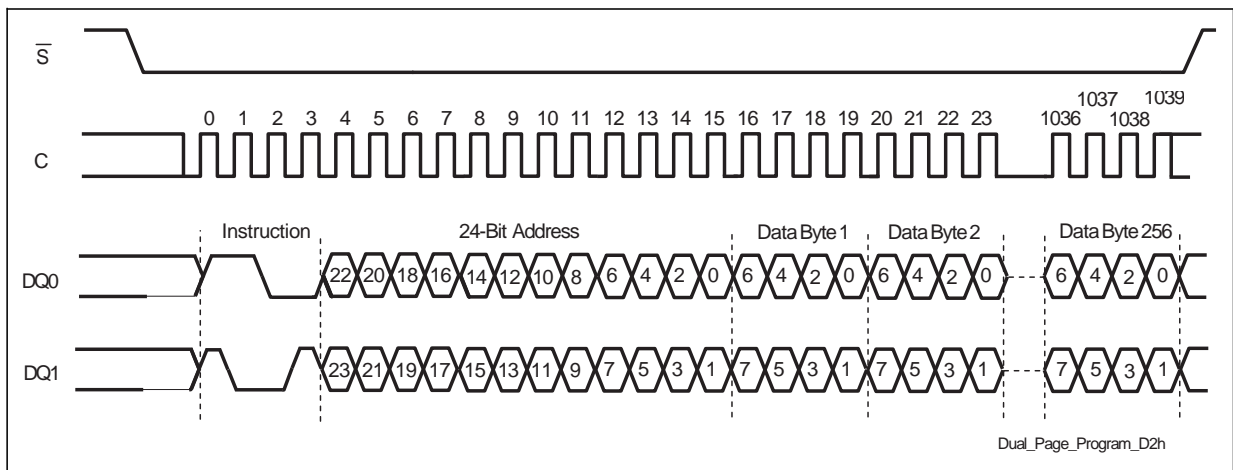 S
1037 1039
0 1 2 3 4 5 6 7 8 9 10 11 12 13 14 15 16 17 18 19 20 21 22 23 1036 1038
C
Instruction 24-Bit Address Data Byte 1 Data Byte 2 Data Byte 256
DQ0 22 20 18 16 14 12 10 8 6 4 2 0 6 4 2 0 6 4 2 0 6 4 2 0
DQ1 23 21 19 17 15 13 11 9 7 5 3 1 7 5 3 1 7 5 3 1 7 5 3 1
Dual_Page_Program_D2h